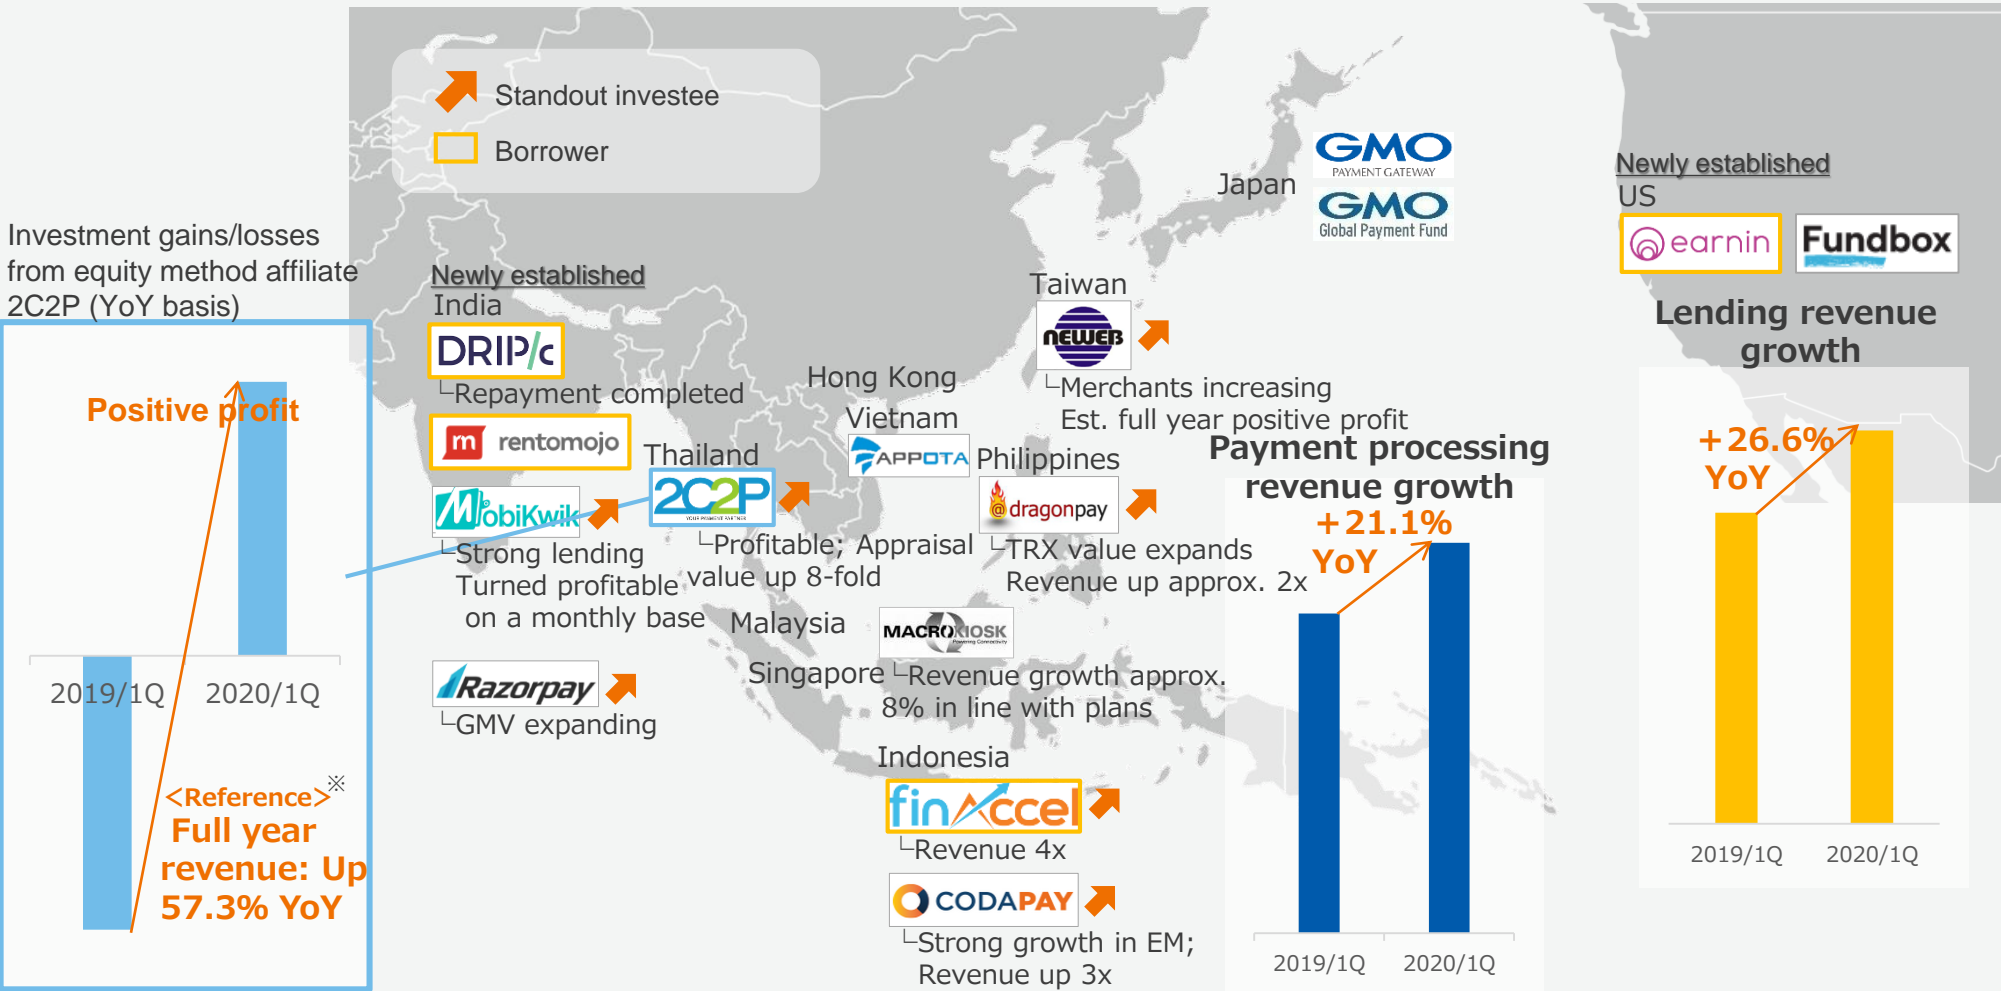 Standout investee
Borrower
Investment gains/losses
from equity method affiliate
2C2P (YoY basis)
Positive profit
2019/1Q
2020/1Q
<Reference>※
Full year
revenue: Up
57.3% YoY
Newly established
India
DRIP/c
└Repayment completed
m rentomojo
MobiKwik
└Strong lending
Turned profitable
on a monthly base
Razorpay
└GMV expanding
Thailand
2C2P
YOUR PAYMENT PARTNER
└Profitable; Appraisal
value up 8-fold
Hong Kong
Vietnam
APPOTA
Taiwan
NEWEB
└Merchants increasing
Est. full year positive profit
Philippines
@dragonpay
└TRX value expands
Revenue up approx. 2x
Malaysia
Singapore
MACROKIOSK
Powering Connectivity
└Revenue growth approx.
8% in line with plans
Indonesia
finAccel
└Revenue 4x
CODAPAY
└Strong growth in EM;
Revenue up 3x
Japan
GMO
PAYMENT GATEWAY
GMO
Global Payment Fund
Payment processing
revenue growth
+21.1%
YoY
2019/1Q
2020/1Q
Newly established
US
earnin
Fundbox
Lending revenue
growth
+26.6%
YoY
2019/1Q
2020/1Q